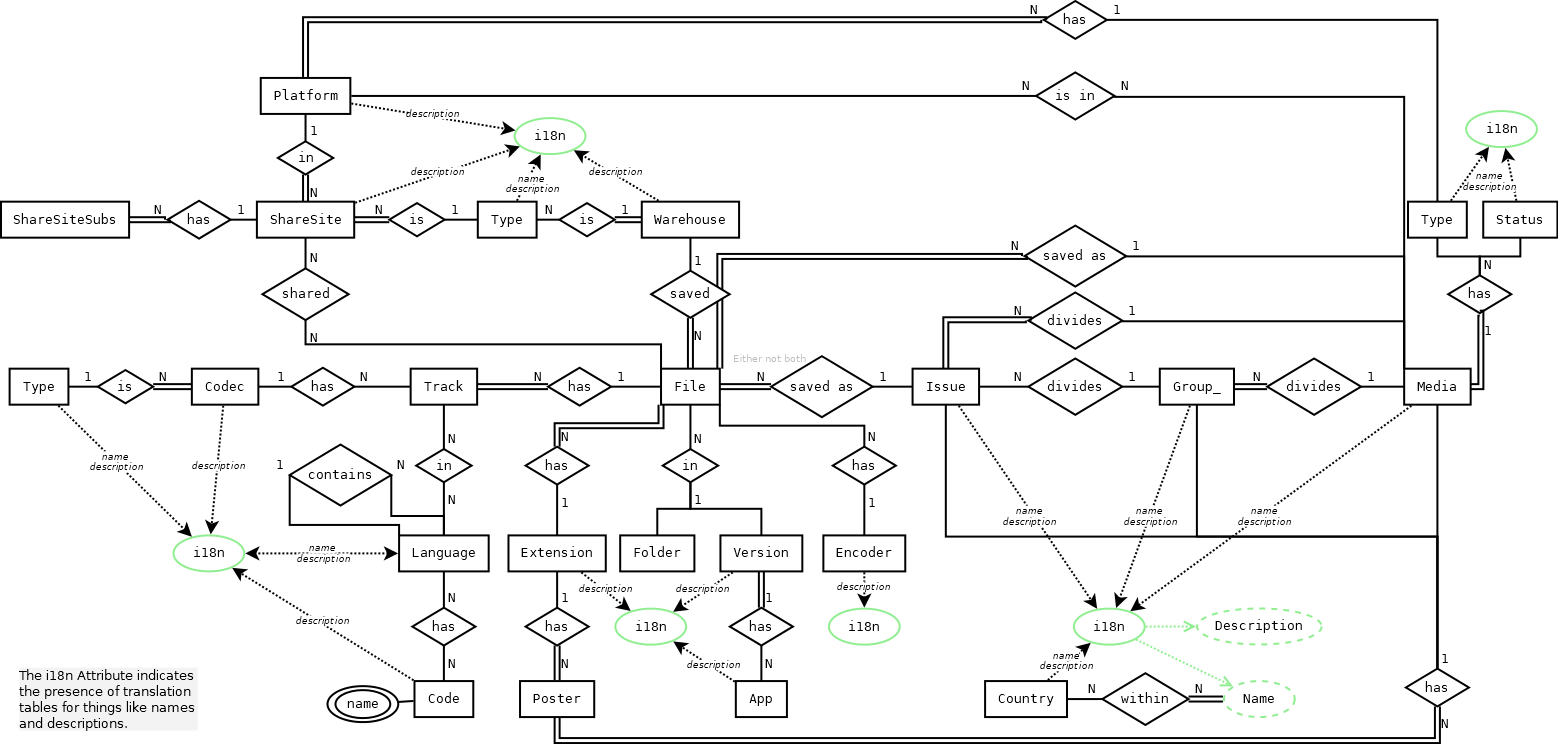 N has 1
Platform
N is in N
description
i18n
i18n
1
in
N
description
name
description
description
name
description
ShareSiteSubs N has 1 ShareSite N is 1 Type N is 1 Warehouse
Type Status
N
shared
N
1
saved
N
N saved as 1
N
has
1
N divides 1
Either not both
Type 1 is N Codec 1 has N Track N has 1 File N saved as 1 Issue N divides 1 Group_ N divides 1 Media
name
description
description
1 contains N
N
in
N
N
has
1
N
in
1
N
has
1
name
description
name
description
name
description
i18n
name
description
Language Extension Folder Version Encoder
description
description
description
N
has
N
1
has
N
i18n
1
has
N
i18n
i18n
Description
description
description
name
description
name
Code
Poster
App
Country N within N Name
1
has
N
The i18n Attribute indicates
the presence of translation
tables for things like names
and descriptions.